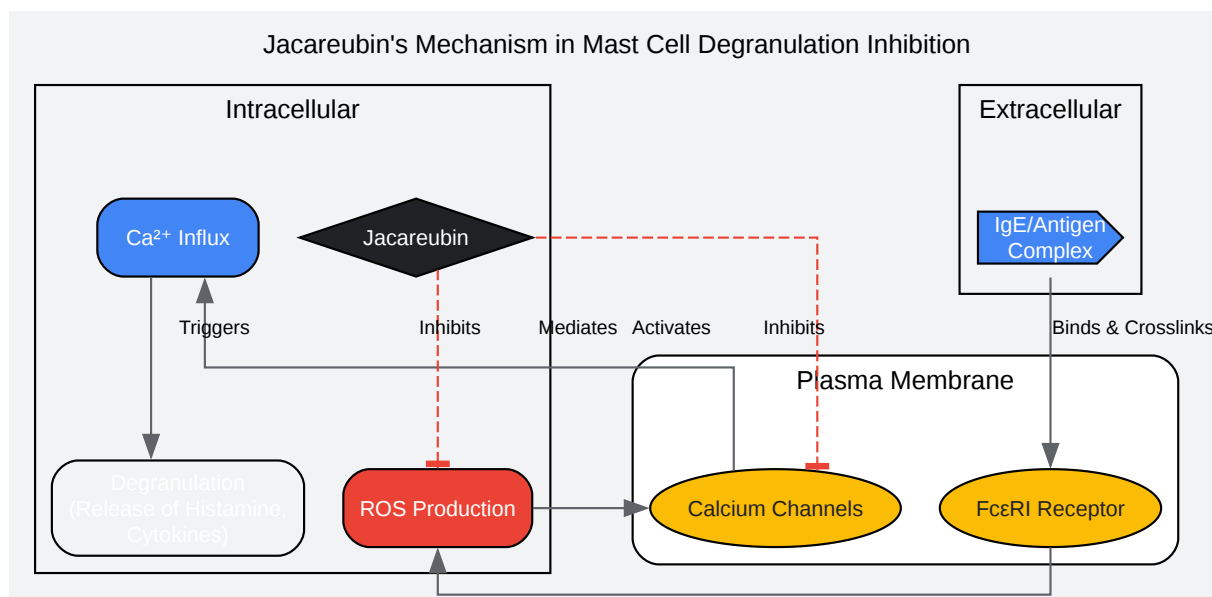 Jacareubin's Mechanism in Mast Cell Degranulation Inhibition
Intracellular
Extracellular
Ca²⁺ Influx
Jacareubin
IgE/Antigen
Complex
Triggers
Inhibits
Mediates
Activates
Inhibits
Binds & Crosslinks
Plasma Membrane
Degranulation
(Release of Histamine,
Cytokines)
ROS Production
Calcium Channels
FcεRI Receptor